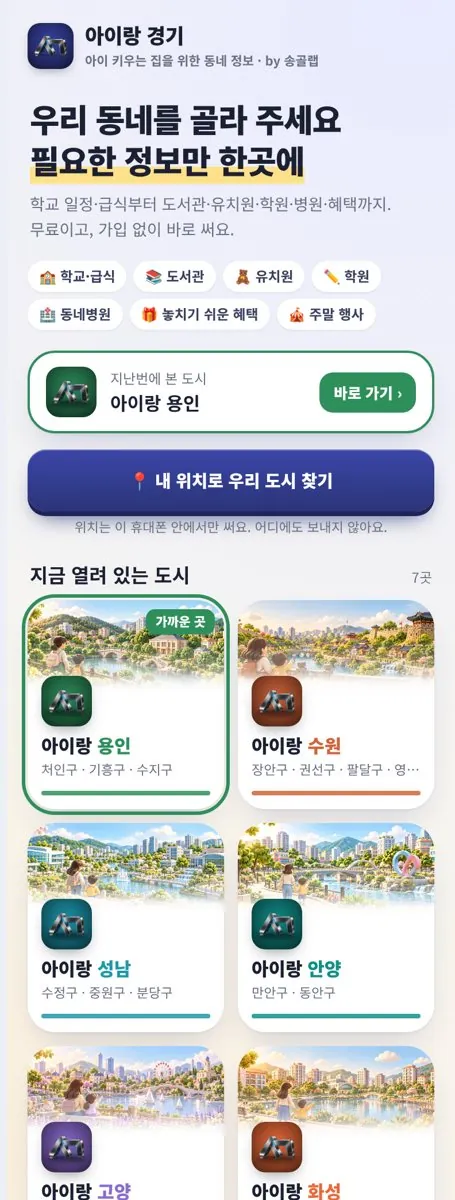 아이랑 경기
아이 키우는 집을 위한 동네 정보 · by 송골랩
우리 동네를 골라 주세요
필요한 정보만 한곳에
학교 일정·급식부터 도서관·유치원·학원·병원·혜택까지.
무료이고, 가입 없이 바로 써요.
학교·급식
도서관
유치원
학원
동네병원
놓치기 쉬운 혜택
주말 행사
지난번에 본 도시
아이랑 용인
바로 가기 ›
내 위치로 우리 도시 찾기
위치는 이 휴대폰 안에서만 써요. 어디에도 보내지 않아요.
지금 열려 있는 도시
7곳
가까운 곳
아이랑 용인
처인구 · 기흥구 · 수지구
아이랑 수원
장안구 · 권선구 · 팔달구 · 영…
아이랑 성남
수정구 · 중원구 · 분당구
아이랑 안양
만안구 · 동안구
아이랑 고양
아이랑 화성